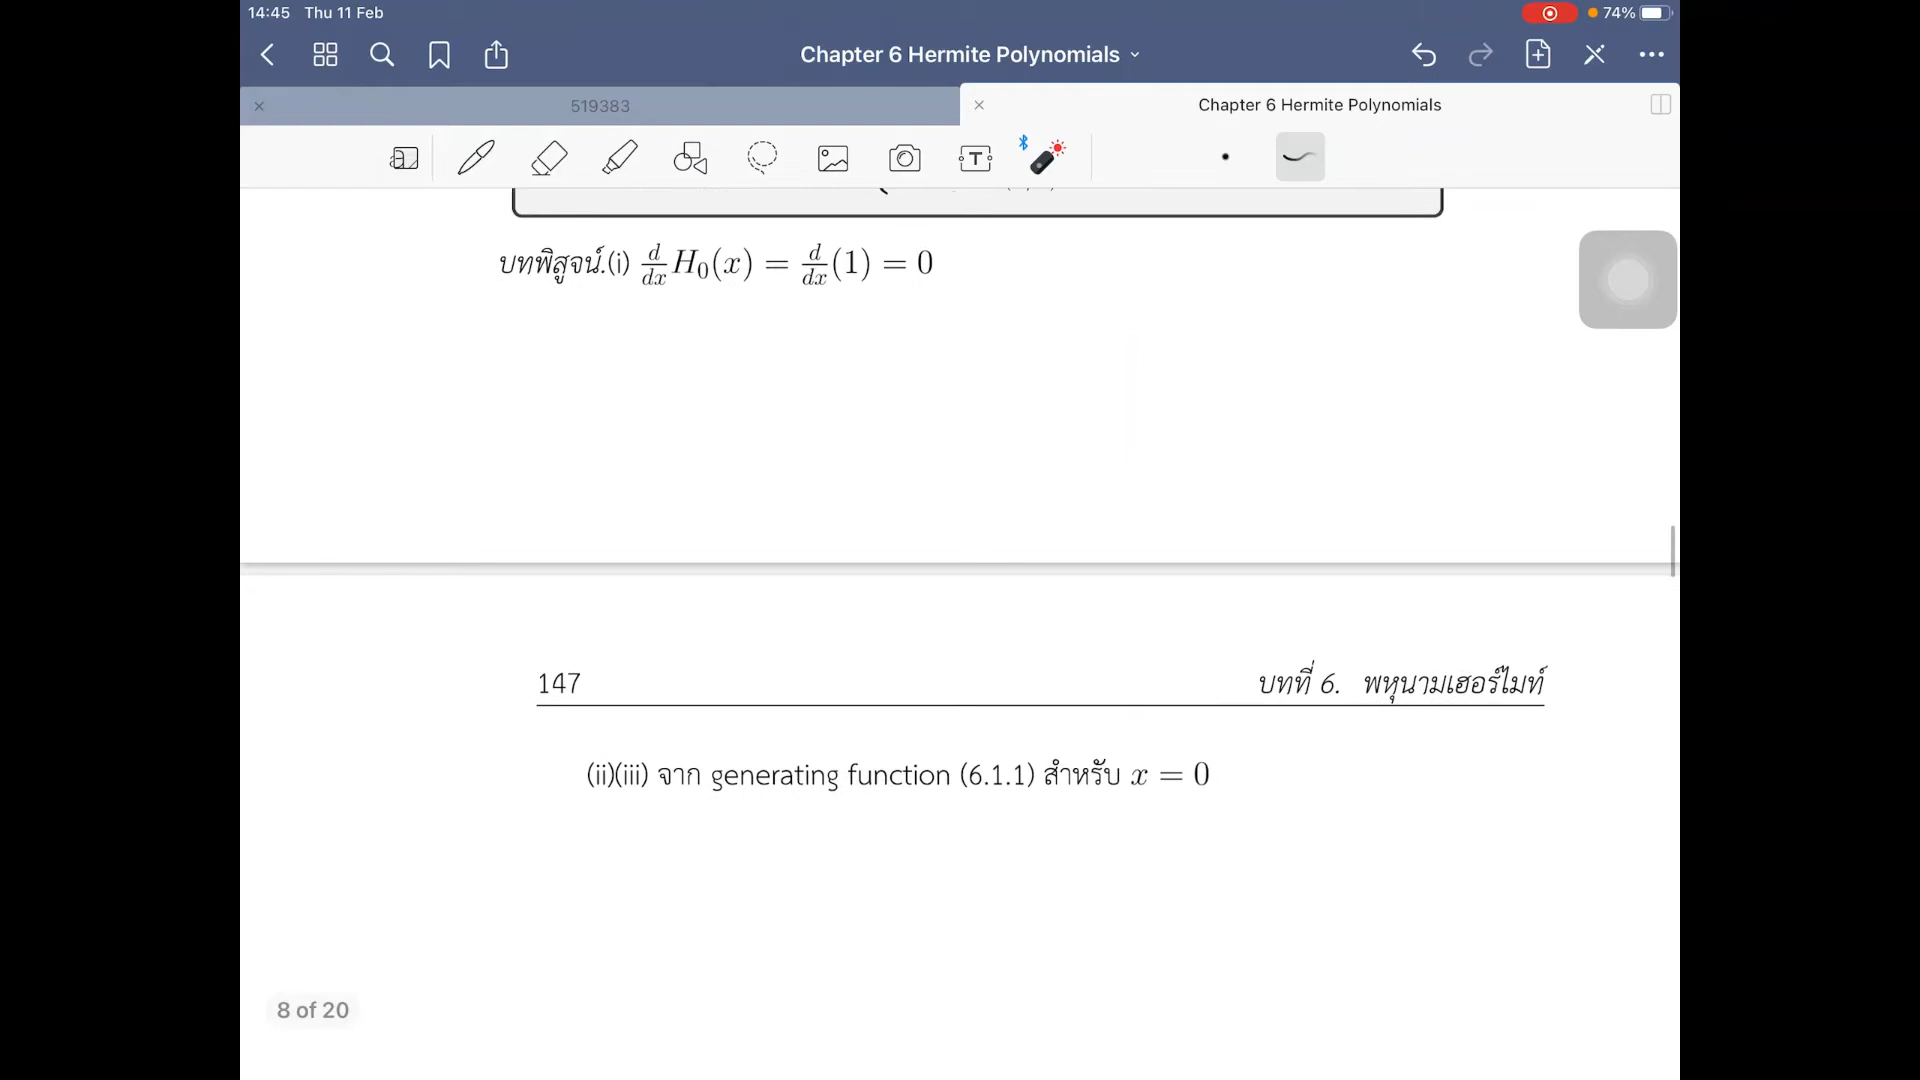 14:45 Thu 11 Feb 74%
Chapter 6 Hermite Polynomials
519383 Chapter 6 Hermite Polynomials
บทพิสูจน์.(i) d/dx H₀(x) = d/dx (1) = 0
147 บทที่ 6. พหุนามเฮอร์ไมท์
(ii)(iii) จาก generating function (6.1.1) สำหรับ x = 0
8 of 20